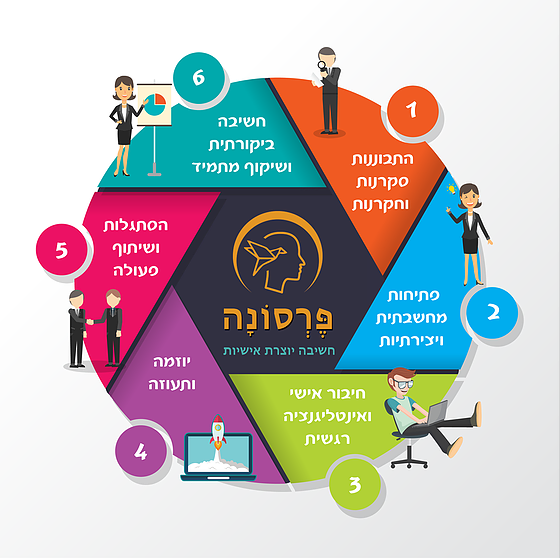 1
התבוננות
סקרנות
וחקרנות
2
פתיחות
מחשבתית
ויצירתיות
3
חיבור אישי
ואינטליגנציה
רגשית
4
יוזמה
ותעוזה
5
הסתגלות
ושיתוף
פעולה
6
חשיבה
ביקורתית
ושיקוף מתמיד
פֶּרְסוֹנָה
חשיבה יוצרת אישיות